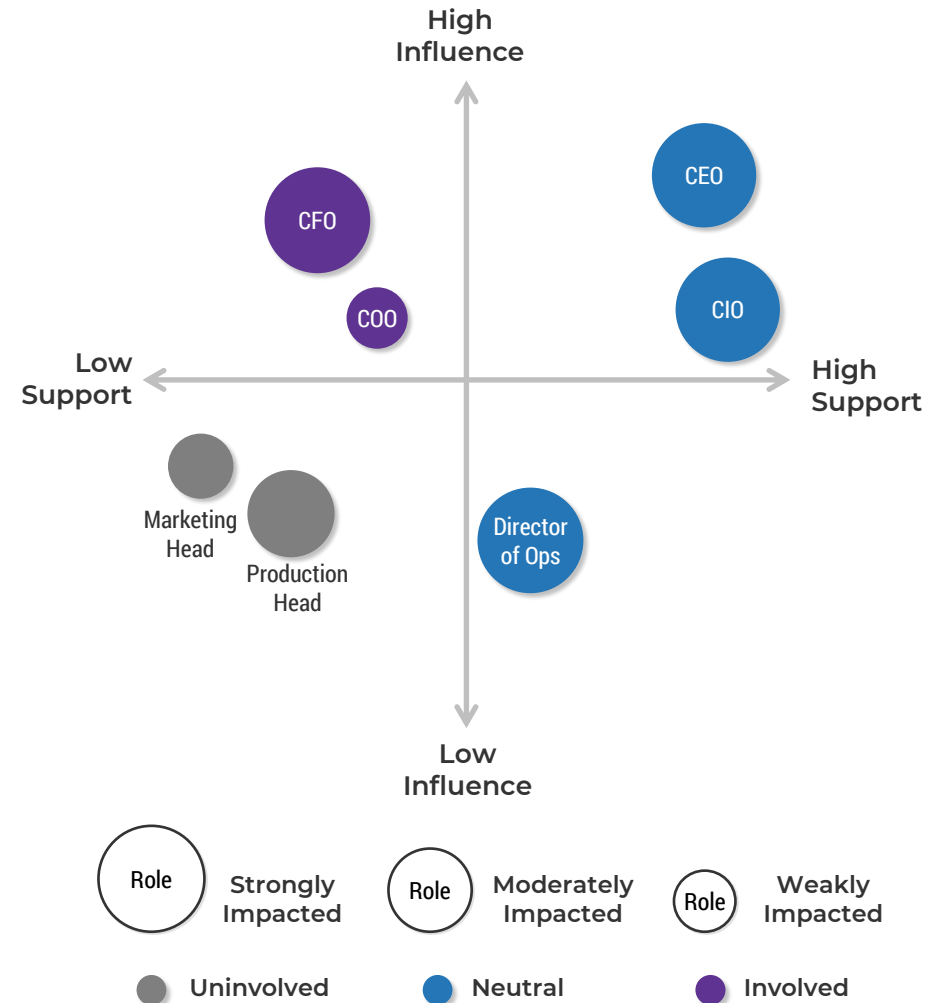 High
Influence
CEO
CFO
CIO
COO
Low
Support
High
Support
Marketing
Head
Production
Head
Director
of Ops
Low
Influence
Role
Strongly
Impacted
Role
Moderately
Impacted
Role
Weakly
Impacted
Uninvolved
Neutral
Involved